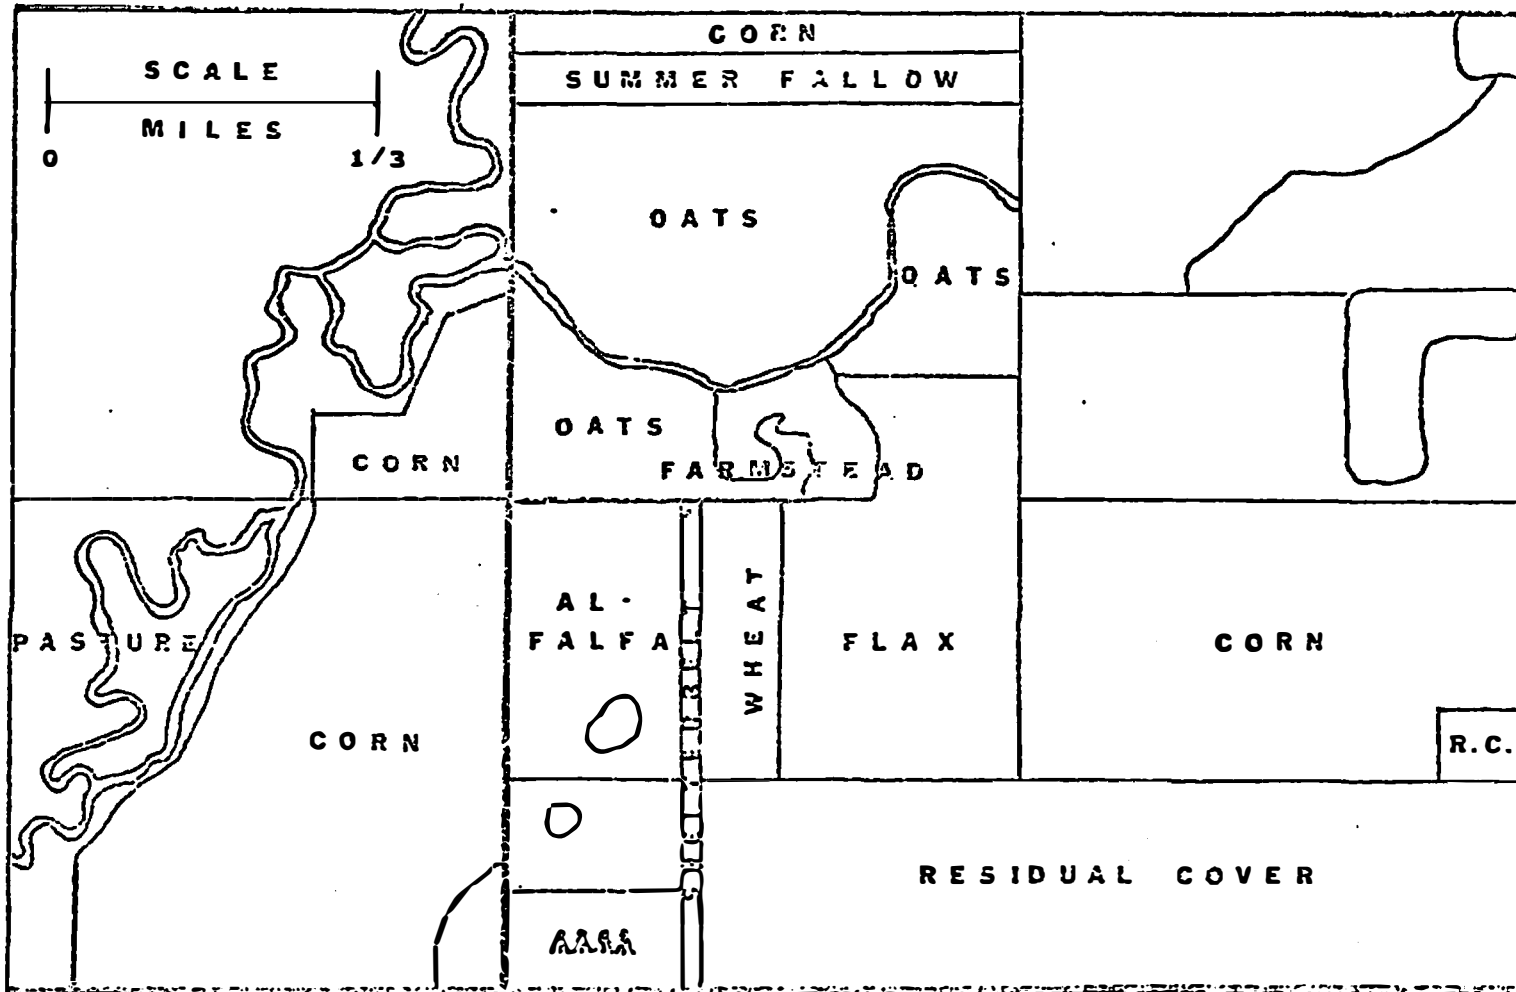 CORN
SCALE
SUMMER FALLOW
MILES
0 1/3
OATS
OATS
OATS
CORN
FARMSTEAD
AL-
FALFA
WHEAT
PASTURE
FLAX
CORN
CORN
R.C.
RESIDUAL COVER